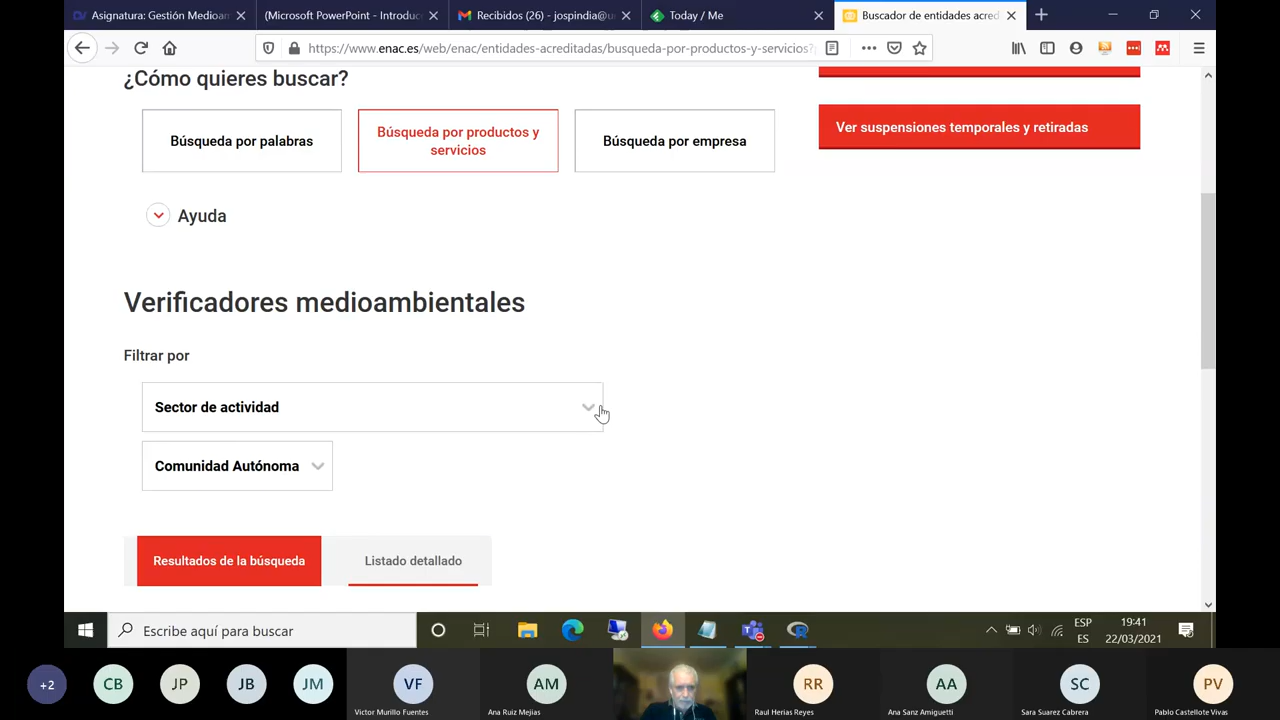 Asignatura: Gestión Medioam
(Microsoft PowerPoint - Introduc
Recibidos (26) - jospindia@u
Today / Me
Buscador de entidades acred
https://www.enac.es/web/enac/entidades-acreditadas/busqueda-por-productos-y-servicios?
¿Cómo quieres buscar?
Búsqueda por palabras
Búsqueda por productos y
servicios
Búsqueda por empresa
Ver suspensiones temporales y retiradas
Ayuda
Verificadores medioambientales
Filtrar por
Sector de actividad
Comunidad Autónoma
Resultados de la búsqueda
Listado detallado
Escribe aquí para buscar
ESP
ES
19:41
22/03/2021
+2
CB
JP
JB
JM
VF
Victor Murillo Fuentes
AM
Ana Ruiz Mejias
RR
Raul Herias Reyes
AA
Ana Sanz Amiguetti
SC
Sara Suarez Cabrera
PV
Pablo Castellote Vivas